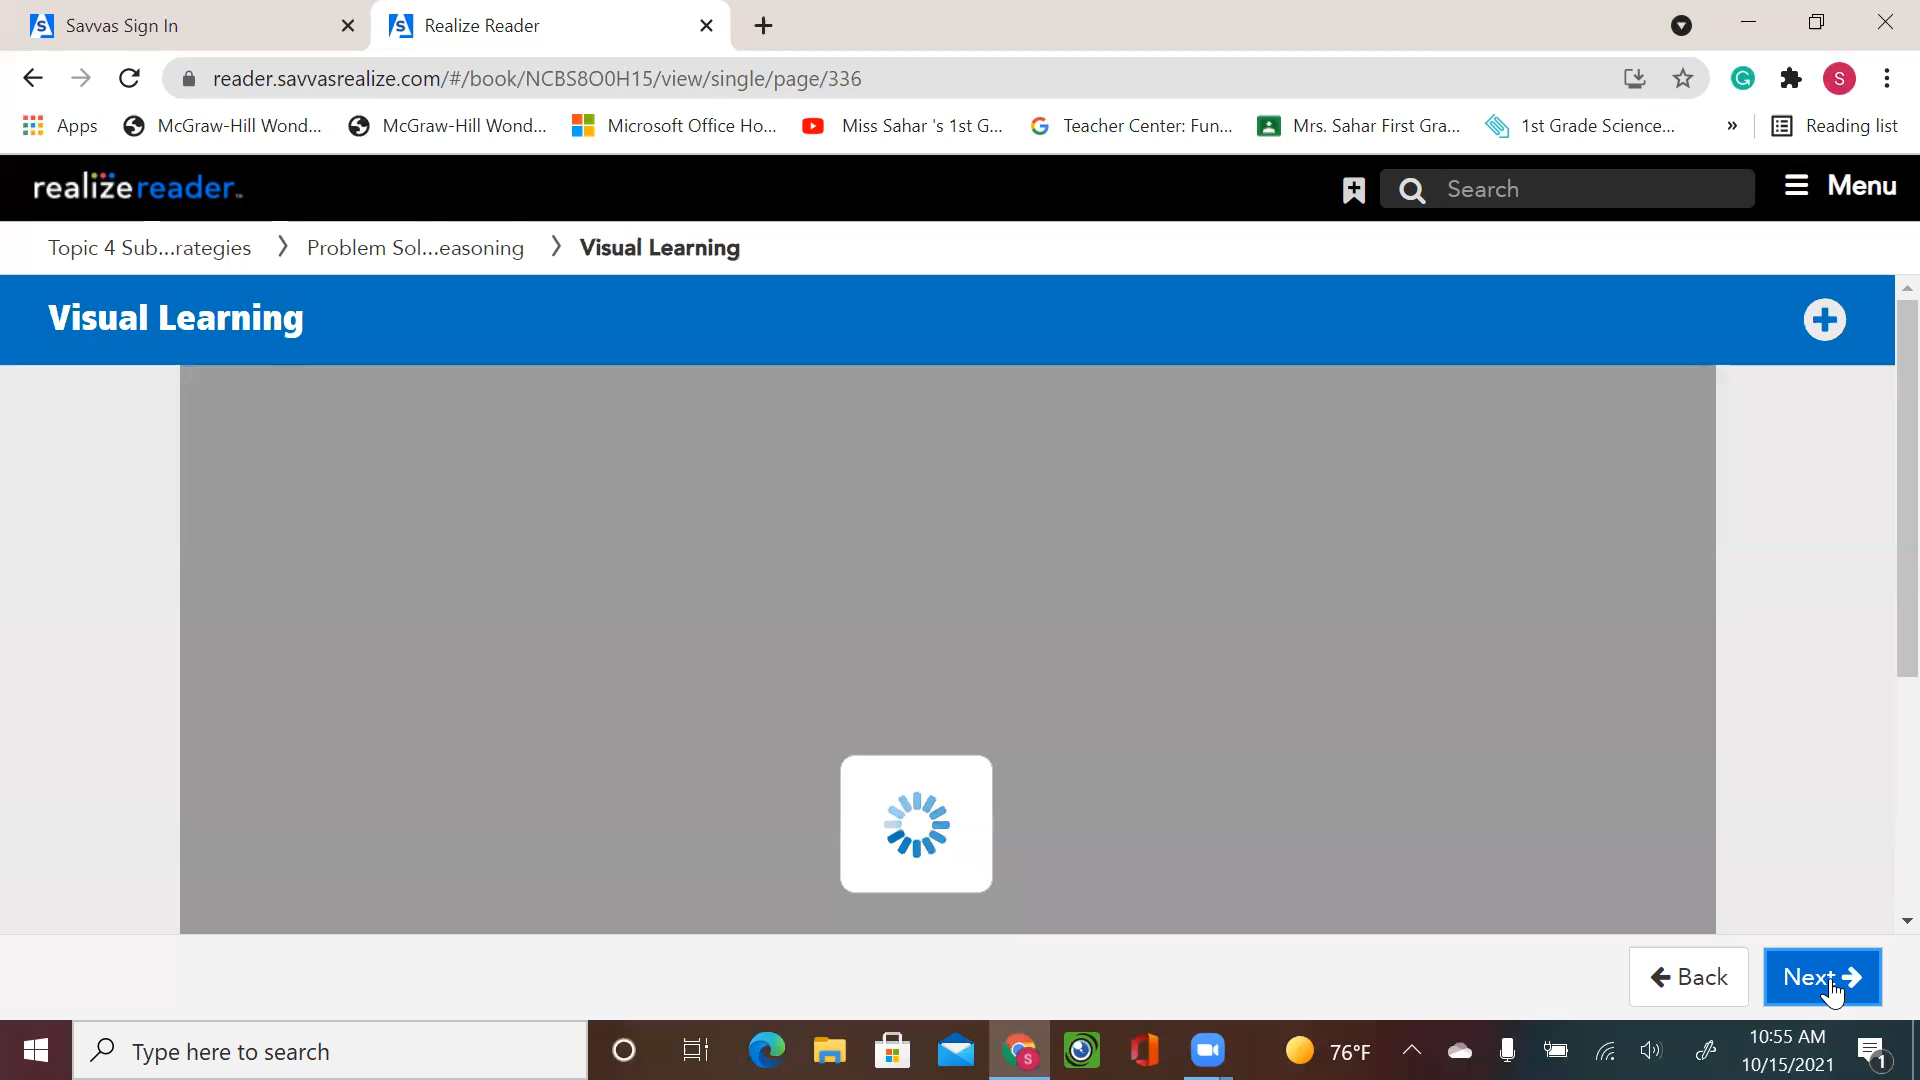 Savvas Sign In
Realize Reader
reader.savvasrealize.com/#/book/NCBS8O0H15/view/single/page/336
S
Apps
McGraw-Hill Wond...
McGraw-Hill Wond...
Microsoft Office Ho...
Miss Sahar 's 1st G...
Teacher Center: Fun...
Mrs. Sahar First Gra...
1st Grade Science...
»
Reading list
realizereader™
Search
Menu
Topic 4 Sub...rategies > Problem Sol...easoning > Visual Learning
Visual Learning
Back
Next
Type here to search
76°F
10:55 AM
10/15/2021
1